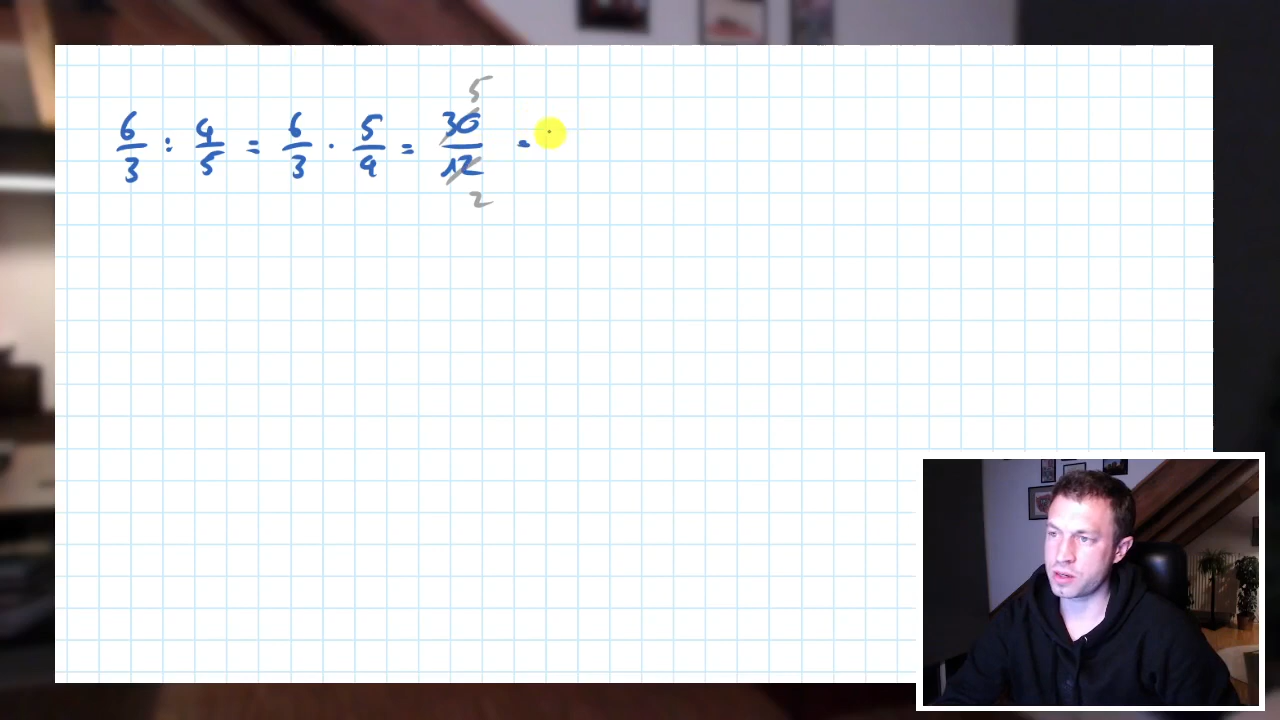 5
6/3 : 4/5 = 6/3 · 5/4 = 30/12 =
2